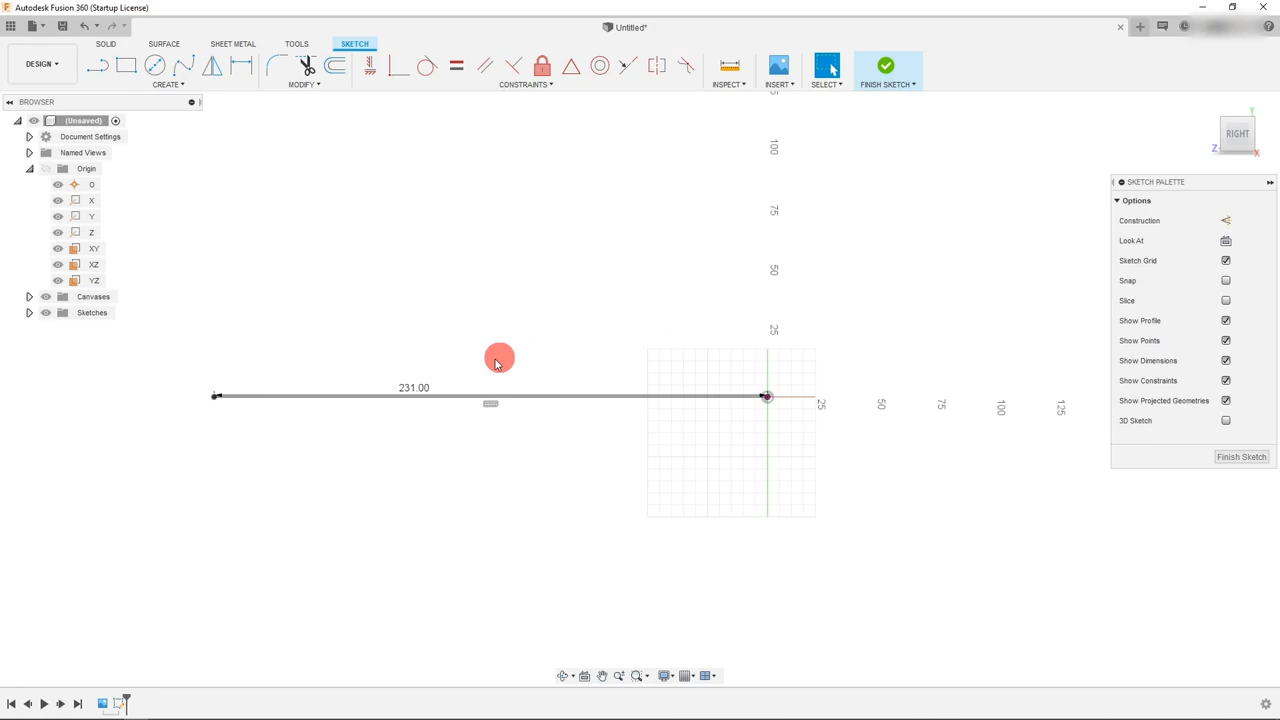 Autodesk Fusion 360 (Startup License)
Untitled*
SOLID
SURFACE
SHEET METAL
TOOLS
SKETCH
DESIGN
CREATE
MODIFY
CONSTRAINTS
INSPECT
INSERT
SELECT
FINISH SKETCH
BROWSER
(Unsaved)
Document Settings
Named Views
Origin
O
X
Y
Z
XY
XZ
YZ
Canvases
Sketches
100
75
50
25
231.00
25
50
75
100
125
Y
RIGHT
Z
X
SKETCH PALETTE
Options
Construction
Look At
Sketch Grid
Snap
Slice
Show Profile
Show Points
Show Dimensions
Show Constraints
Show Projected Geometries
3D Sketch
Finish Sketch